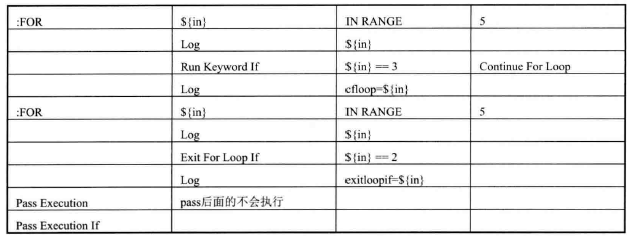 :FOR ${in} IN RANGE 5
Log ${in}
Run Keyword If ${in} == 3 Continue For Loop
Log cfloop=${in}
:FOR ${in} IN RANGE 5
Log ${in}
Exit For Loop If ${in} == 2
Log exitloopif=${in}
Pass Execution pass后面的不会执行
Pass Execution If